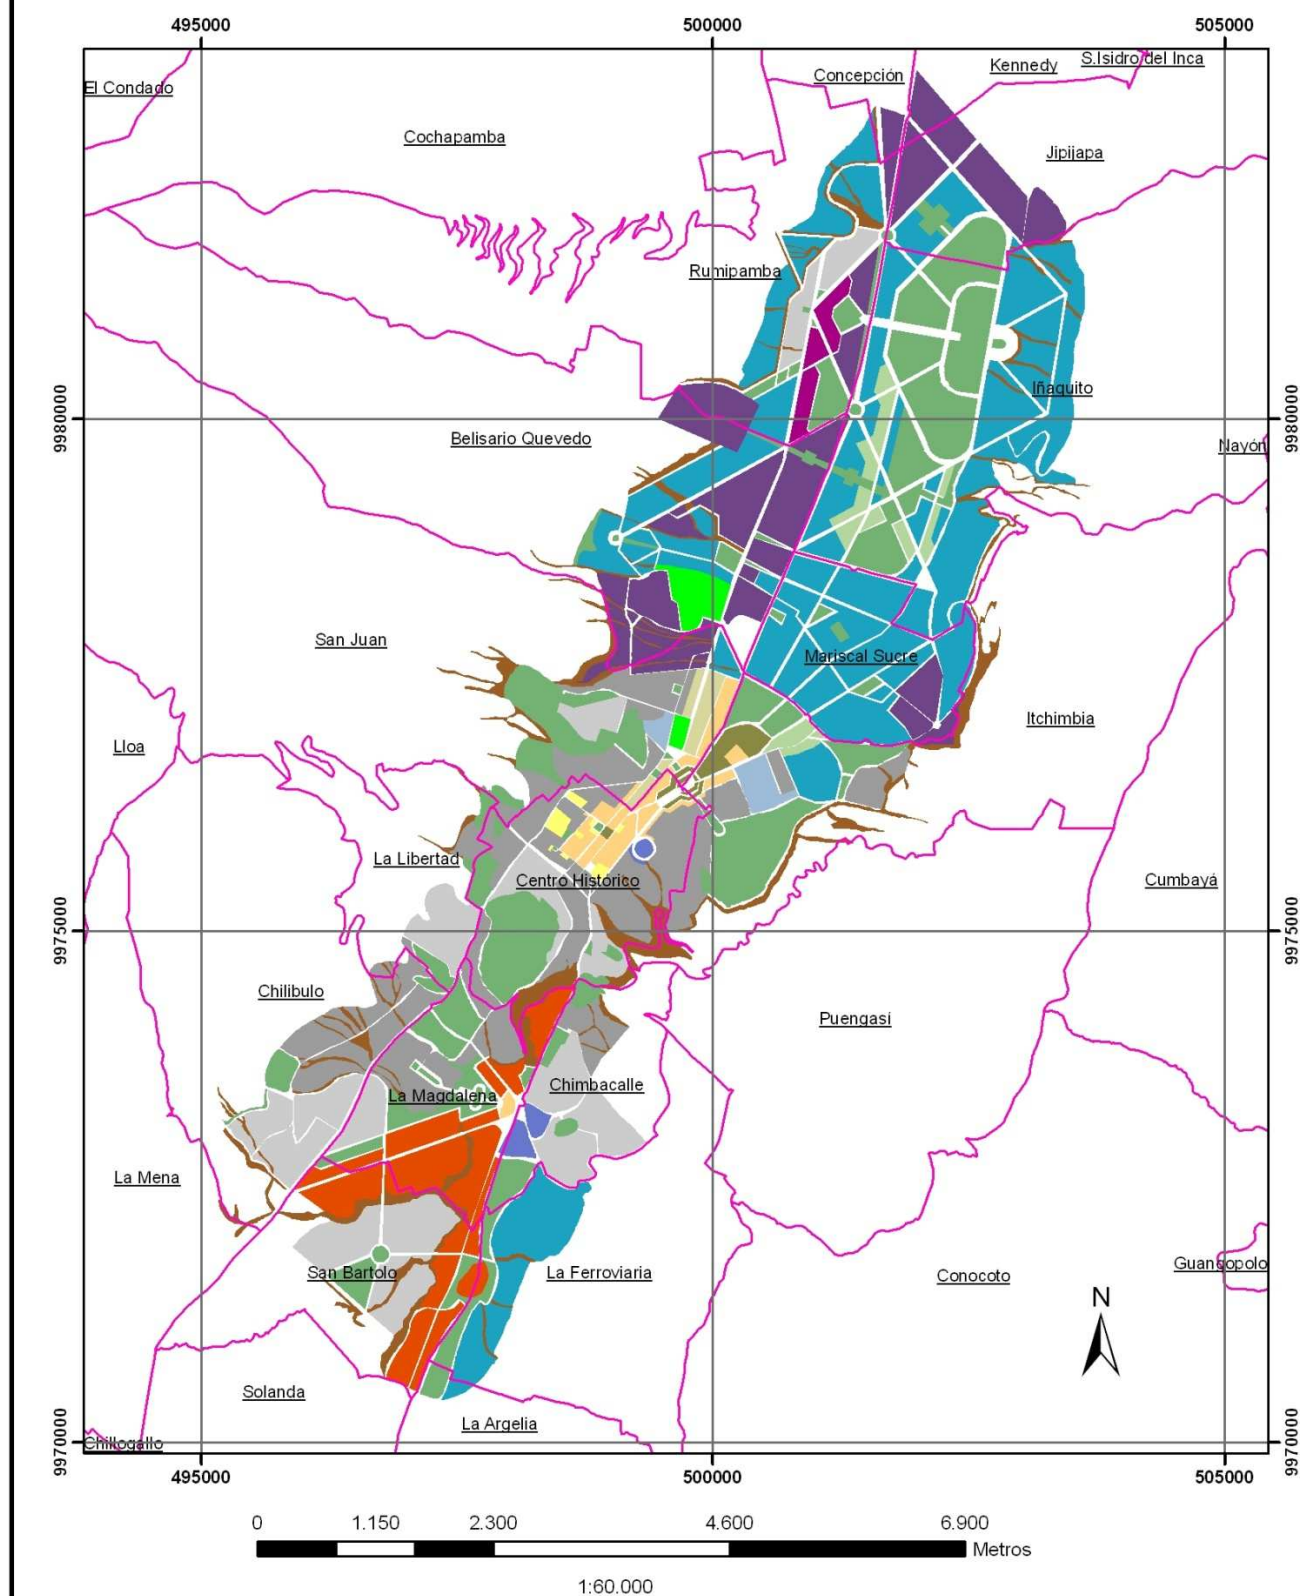 495000 500000 505000
El Condado
Concepción
Kennedy
S.Isidro del Inca
Cochapamba
Jipijapa
Rumipamba
Iñaquito
9980000 9980000
Belisario Quevedo
Nayón
San Juan
Mariscal Sucre
Itchimbia
Lloa
La Libertad
Centro Histórico
Cumbayá
9975000 9975000
Chilibulo
Puengasí
Chimbacalle
La Magdalena
La Mena
San Bartolo
La Ferroviaria
Conocoto
Guangopolo
N
Solanda
La Argelia
Chillogallo
9970000 9970000
495000 500000 505000
0 1.150 2.300 4.600 6.900
Metros
1:60.000